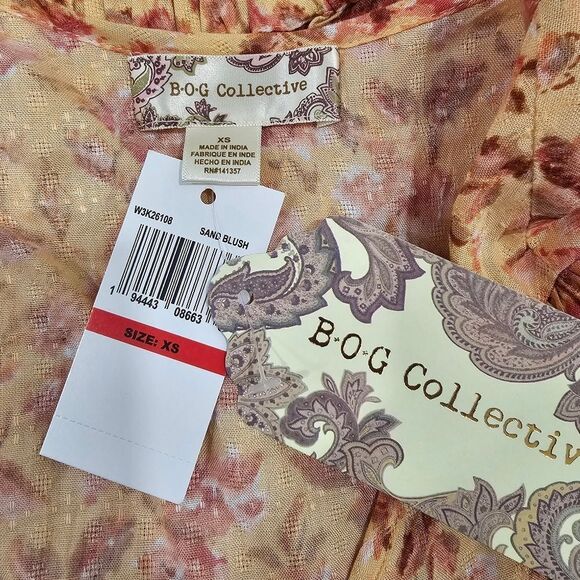 B·O·G Collective
XS
MADE IN INDIA
FABRIQUE EN INDE
HECHO EN INDIA
RN#141357
W3K26108
SAND BLUSH
1 94443 08663
SIZE: XS
B·O·G Collective